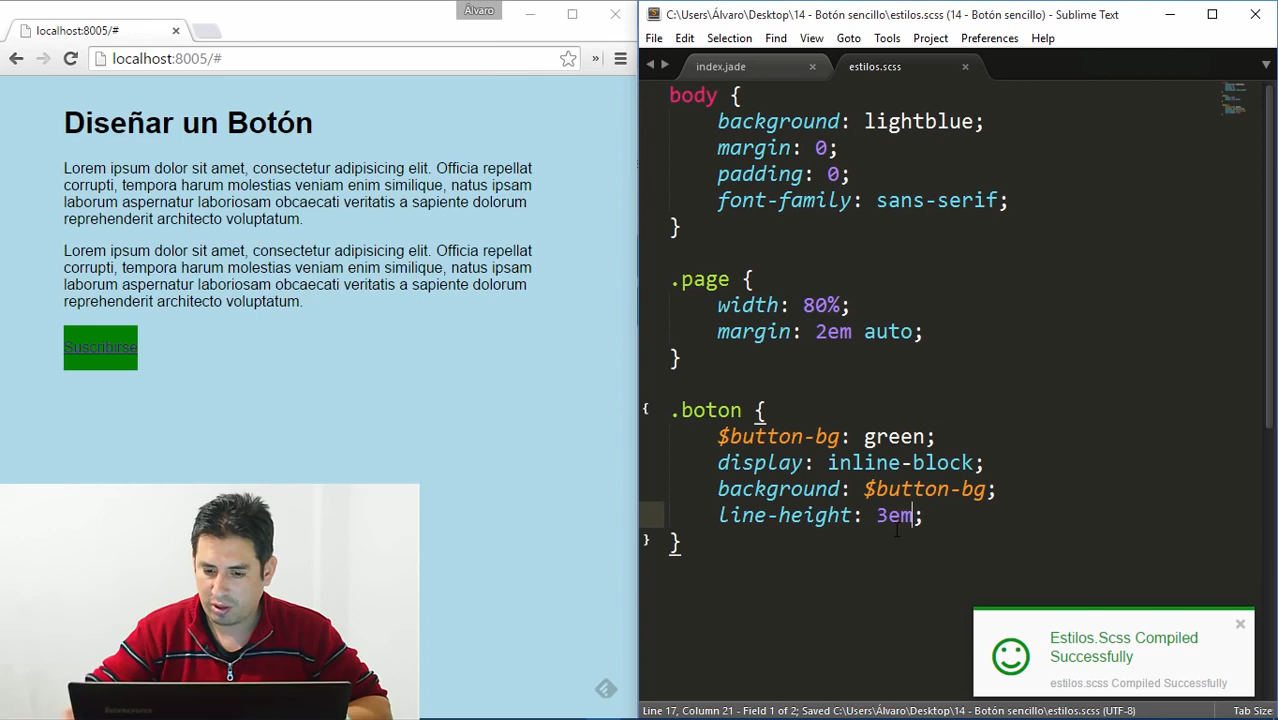 Álvaro
localhost:8005/#
localhost:8005/#
»
Diseñar un Botón
Lorem ipsum dolor sit amet, consectetur adipisicing elit. Officia repellat
corrupti, tempora harum molestias veniam enim similique, natus ipsam
laborum aspernatur laboriosam obcaecati veritatis a sapiente dolorum
reprehenderit architecto voluptatum.
Lorem ipsum dolor sit amet, consectetur adipisicing elit. Officia repellat
corrupti, tempora harum molestias veniam enim similique, natus ipsam
laborum aspernatur laboriosam obcaecati veritatis a sapiente dolorum
reprehenderit architecto voluptatum.
Suscribirse
C:\Users\Álvaro\Desktop\14 - Botón sencillo\estilos.scss (14 - Botón sencillo) - Sublime Text
File Edit Selection Find View Goto Tools Project Preferences Help
index.jade
estilos.scss
body {
background: lightblue;
margin: 0;
padding: 0;
font-family: sans-serif;
}
.page {
width: 80%;
margin: 2em auto;
}
.boton {
$button-bg: green;
display: inline-block;
background: $button-bg;
line-height: 3em;
}
Estilos.Scss Compiled
Successfully
estilos.scss Compiled Successfully
Line 17, Column 21 - Field 1 of 2; Saved C:\Users\Álvaro\Desktop\14 - Botón sencillo\estilos.scss (UTF-8)
Tab Size